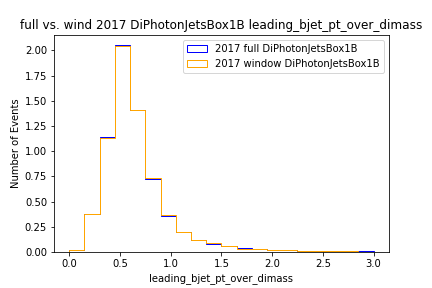 full vs. wind 2017 DiPhotonJetsBox1B leading_bjet_pt_over_dimass
2017 full DiPhotonJetsBox1B
2017 window DiPhotonJetsBox1B
Number of Events
2.00
1.75
1.50
1.25
1.00
0.75
0.50
0.25
0.00
0.0 0.5 1.0 1.5 2.0 2.5 3.0
leading_bjet_pt_over_dimass